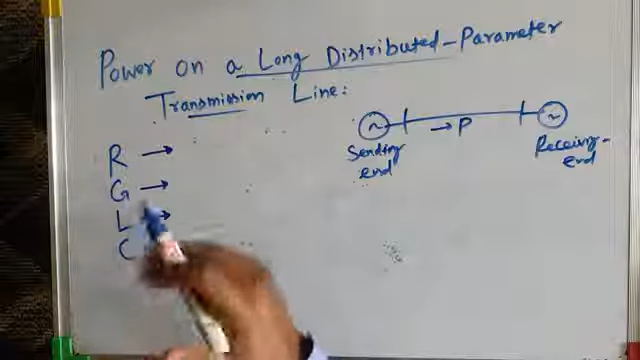 Power on a Long Distributed-Parameter
Transmission Line:
~
~
→ P
Sending
end
Receiving-
end
R →
G →
L →
C